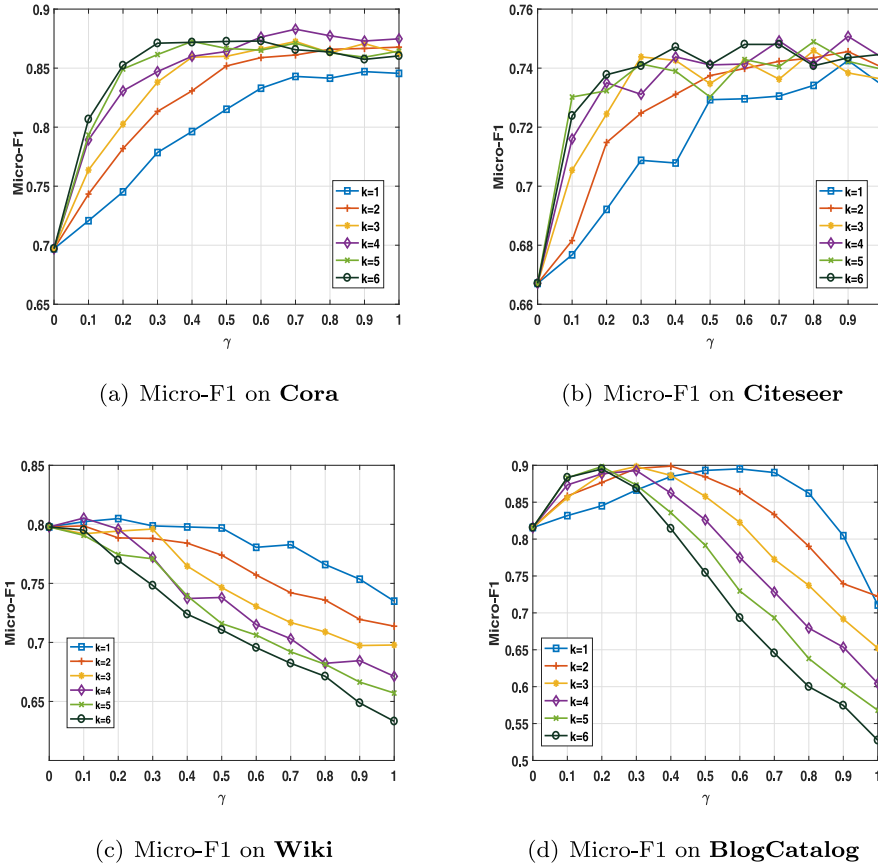 0.9
0.85
0.8
0.75
0.7
0.65
Micro-F1
0 0.1 0.2 0.3 0.4 0.5 0.6 0.7 0.8 0.9 1
γ
k=1
k=2
k=3
k=4
k=5
k=6
(a) Micro-F1 on Cora
0.76
0.74
0.72
0.7
0.68
0.66
Micro-F1
0 0.1 0.2 0.3 0.4 0.5 0.6 0.7 0.8 0.9
γ
k=1
k=2
k=3
k=4
k=5
k=6
(b) Micro-F1 on Citeseer
0.85
0.8
0.75
0.7
0.65
Micro-F1
0 0.1 0.2 0.3 0.4 0.5 0.6 0.7 0.8 0.9 1
γ
k=1
k=2
k=3
k=4
k=5
k=6
(c) Micro-F1 on Wiki
0.9
0.85
0.8
0.75
0.7
0.65
0.6
0.55
0.5
Micro-F1
0 0.1 0.2 0.3 0.4 0.5 0.6 0.7 0.8 0.9 1
γ
k=1
k=2
k=3
k=4
k=5
k=6
(d) Micro-F1 on BlogCatalog